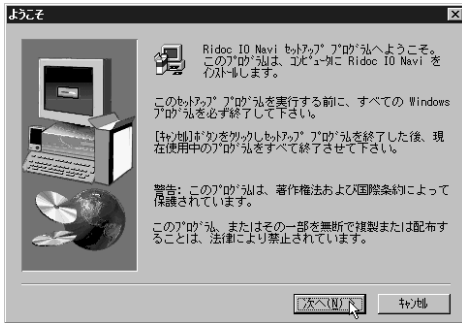 ようこそ
Ridoc IO Navi ｾｯﾄｱｯﾌﾟ ﾌﾟﾛｸﾞﾗﾑへようこそ。
このﾌﾟﾛｸﾞﾗﾑは、ｺﾝﾋﾟｭｰﾀに Ridoc IO Navi を
ｲﾝｽﾄｰﾙします。
このｾｯﾄｱｯﾌﾟ ﾌﾟﾛｸﾞﾗﾑを実行する前に、すべての Windows
ﾌﾟﾛｸﾞﾗﾑを必ず終了して下さい。
[ｷｬﾝｾﾙ]ﾎﾞﾀﾝをｸﾘｯｸしｾｯﾄｱｯﾌﾟ ﾌﾟﾛｸﾞﾗﾑを終了した後、現
在使用中のﾌﾟﾛｸﾞﾗﾑをすべて終了させて下さい。
警告: このﾌﾟﾛｸﾞﾗﾑは、著作権法および国際条約によって
保護されています。
このﾌﾟﾛｸﾞﾗﾑ、またはその一部を無断で複製または配布す
ることは、法律により禁止されています。
次へ(N) >
ｷｬﾝｾﾙ